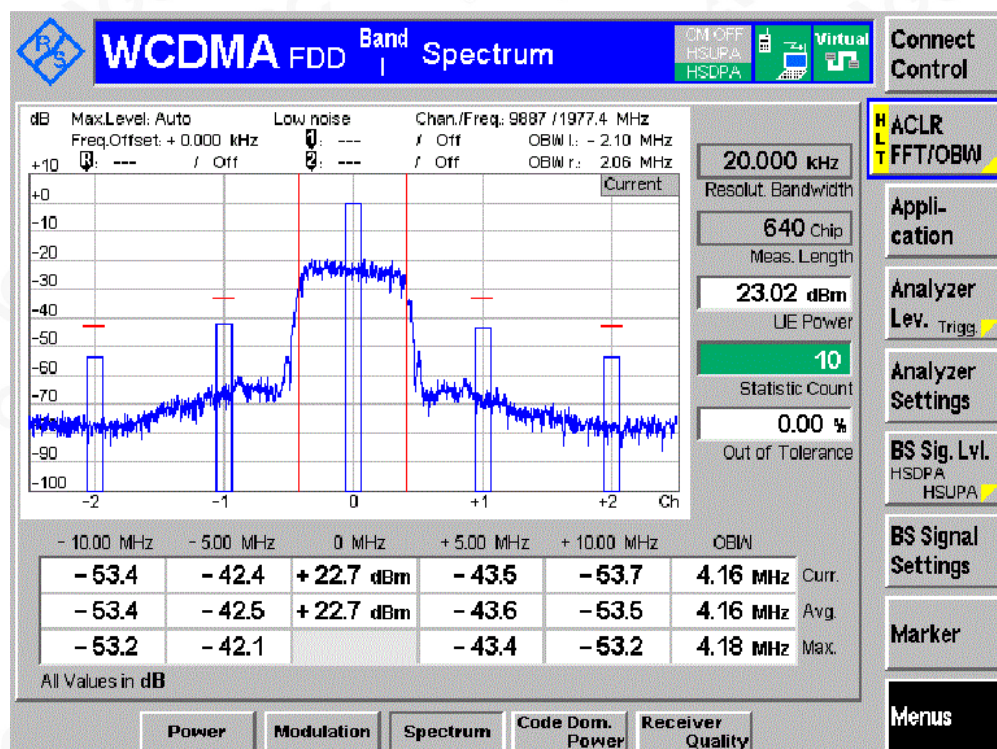 R S
WCDMA FDD Band I Spectrum
CM OFF
HSUPA
HSDPA
Virtual
Connect Control
dB Max.Level: Auto Low noise Chan./Freq.: 9887 / 1977.4 MHz
Freq.Offset: + 0.000 kHz 1: --- / Off OBW l.: – 2.10 MHz
R: --- / Off 2: --- / Off OBW r.: 2.06 MHz
Current
+10
+0
–10
–20
–30
–40
–50
–60
–70
–80
–90
–100
–2 –1 0 +1 +2 Ch
20.000 kHz
Resolut. Bandwidth
640 Chip
Meas. Length
23.02 dBm
UE Power
10
Statistic Count
0.00 %
Out of Tolerance
– 10.00 MHz – 5.00 MHz 0 MHz + 5.00 MHz + 10.00 MHz OBW
– 53.4 – 42.4 + 22.7 dBm – 43.5 – 53.7 4.16 MHz Curr.
– 53.4 – 42.5 + 22.7 dBm – 43.6 – 53.5 4.16 MHz Avg.
– 53.2 – 42.1 – 43.4 – 53.2 4.18 MHz Max.
All Values in dB
HLT
ACLR
FFT/OBW
Appli-
cation
Analyzer
Lev. Trigg.
Analyzer
Settings
BS Sig. Lvl.
HSDPA
HSUPA
BS Signal
Settings
Marker
Menus
Power
Modulation
Spectrum
Code Dom.
Power
Receiver
Quality